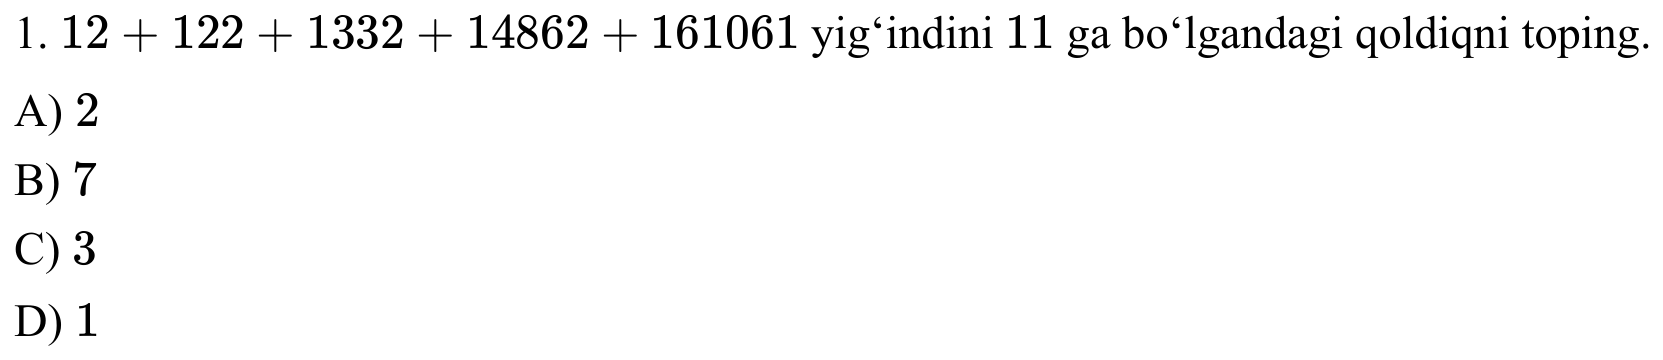 1. 12 + 122 + 1332 + 14862 + 161061 yig‘indini 11 ga bo‘lgandagi qoldiqni toping.
A) 2
B) 7
C) 3
D) 1